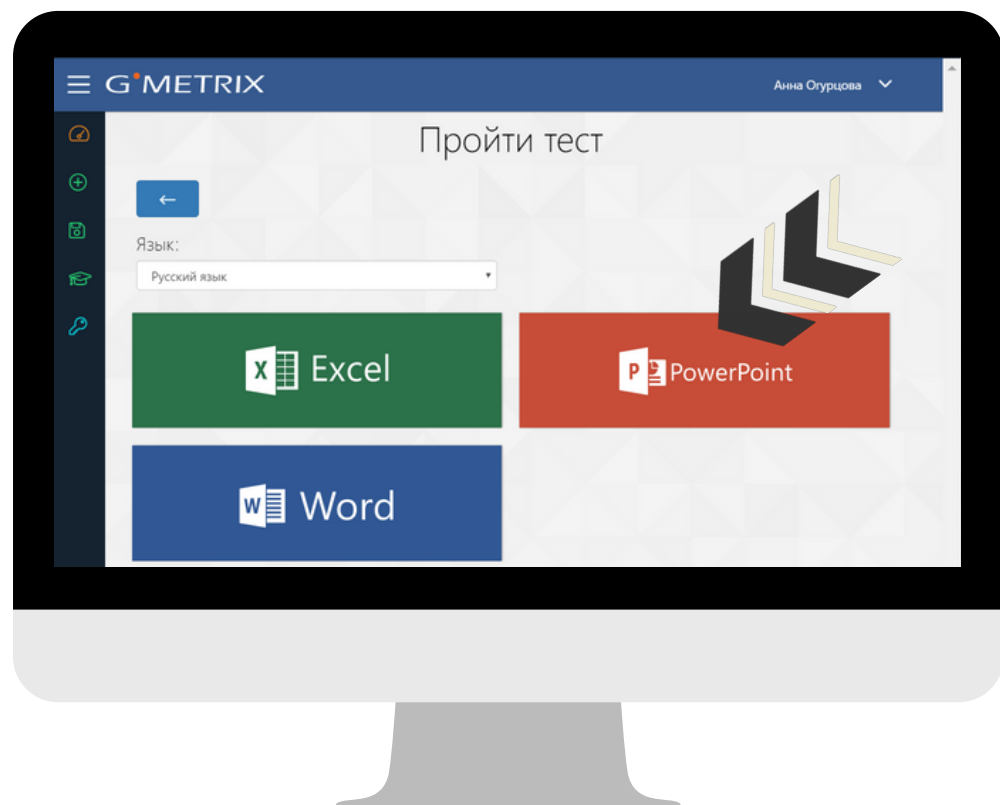 G*METRIX
Анна Огурцова
Пройти тест
Язык:
Русский язык
X Excel
P PowerPoint
W Word